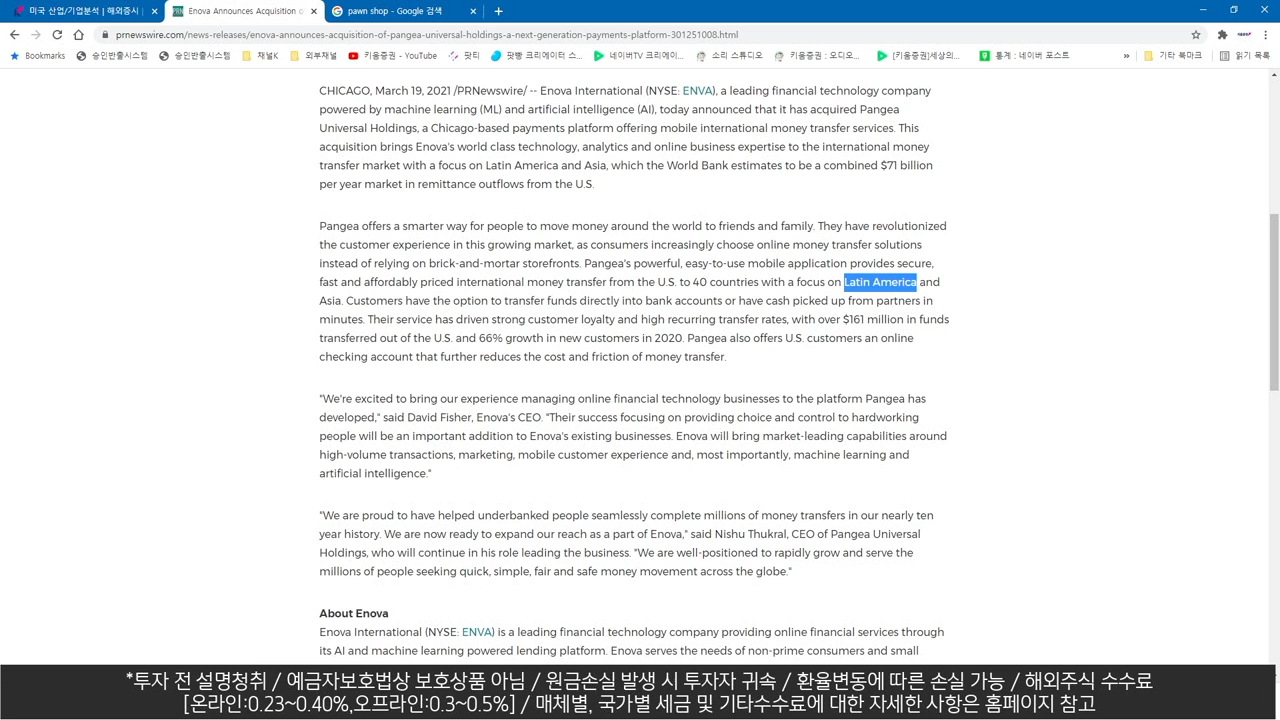 미국 산업/기업분석 | 해외증시
Enova Announces Acquisition o
pawn shop - Google 검색
prnewswire.com/news-releases/enova-announces-acquisition-of-pangea-universal-holdings-a-next-generation-payments-platform-301251008.html
Bookmarks 승인반출시스템 승인반출시스템 채널K 외부채널 키움증권 - YouTube 팟티 팟빵 크리에이터 스... 네이버TV 크리에이... 소리 스튜디오 키움증권 : 오디오... [키움증권]세상의... 통계 : 네이버 포스트 » 기타 북마크 읽기 목록
CHICAGO, March 19, 2021 /PRNewswire/ -- Enova International (NYSE: ENVA), a leading financial technology company
powered by machine learning (ML) and artificial intelligence (AI), today announced that it has acquired Pangea
Universal Holdings, a Chicago-based payments platform offering mobile international money transfer services. This
acquisition brings Enova's world class technology, analytics and online business expertise to the international money
transfer market with a focus on Latin America and Asia, which the World Bank estimates to be a combined $71 billion
per year market in remittance outflows from the U.S.
Pangea offers a smarter way for people to move money around the world to friends and family. They have revolutionized
the customer experience in this growing market, as consumers increasingly choose online money transfer solutions
instead of relying on brick-and-mortar storefronts. Pangea's powerful, easy-to-use mobile application provides secure,
fast and affordably priced international money transfer from the U.S. to 40 countries with a focus on Latin America and
Asia. Customers have the option to transfer funds directly into bank accounts or have cash picked up from partners in
minutes. Their service has driven strong customer loyalty and high recurring transfer rates, with over $161 million in funds
transferred out of the U.S. and 66% growth in new customers in 2020. Pangea also offers U.S. customers an online
checking account that further reduces the cost and friction of money transfer.
"We're excited to bring our experience managing online financial technology businesses to the platform Pangea has
developed," said David Fisher, Enova's CEO. "Their success focusing on providing choice and control to hardworking
people will be an important addition to Enova's existing businesses. Enova will bring market-leading capabilities around
high-volume transactions, marketing, mobile customer experience and, most importantly, machine learning and
artificial intelligence."
"We are proud to have helped underbanked people seamlessly complete millions of money transfers in our nearly ten
year history. We are now ready to expand our reach as a part of Enova," said Nishu Thukral, CEO of Pangea Universal
Holdings, who will continue in his role leading the business. "We are well-positioned to rapidly grow and serve the
millions of people seeking quick, simple, fair and safe money movement across the globe."
About Enova
Enova International (NYSE: ENVA) is a leading financial technology company providing online financial services through
its AI and machine learning powered lending platform. Enova serves the needs of non-prime consumers and small
*투자 전 설명청취 / 예금자보호법상 보호상품 아님 / 원금손실 발생 시 투자자 귀속 / 환율변동에 따른 손실 가능 / 해외주식 수수료
[온라인:0.23~0.40%,오프라인:0.3~0.5%] / 매체별, 국가별 세금 및 기타수수료에 대한 자세한 사항은 홈페이지 참고